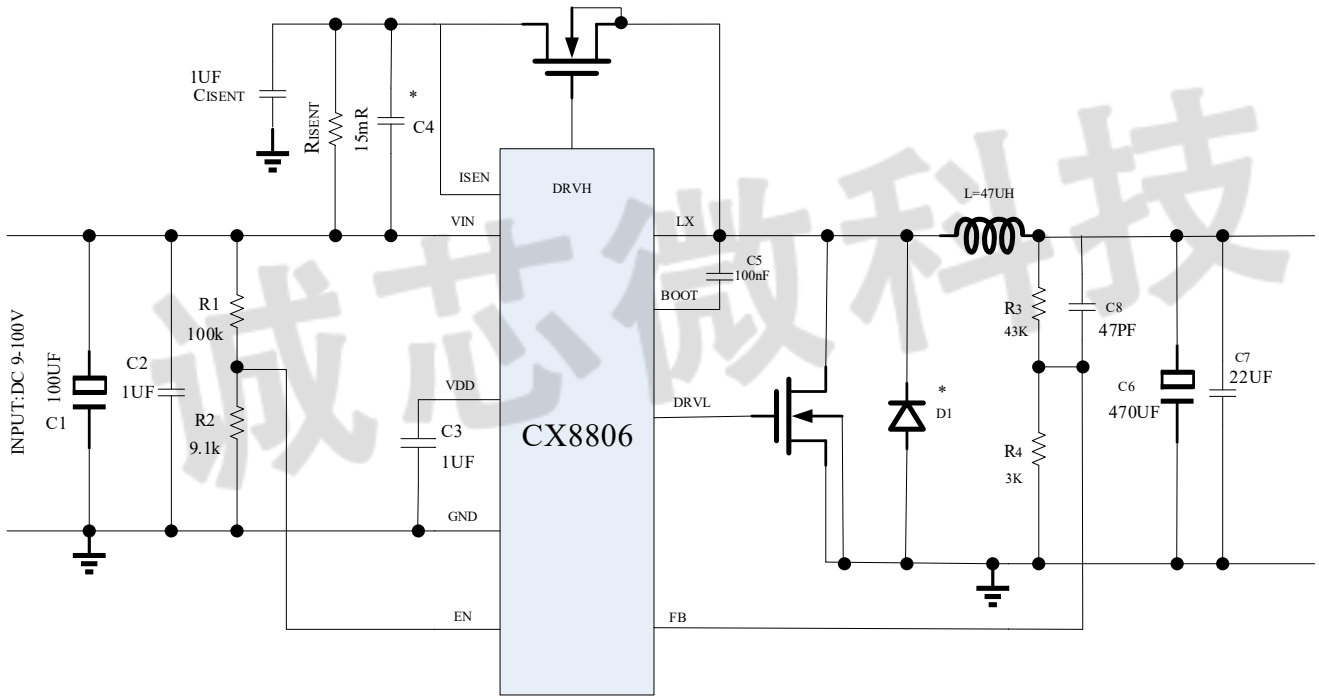 1UF
CISENT
RISENT
15mR
*
C4
ISEN
DRVH
VIN
LX
L=47UH
C5
100nF
BOOT
INPUT:DC 9-100V
C1
100UF
C2
1UF
R1
100k
R2
9.1k
VDD
C3
1UF
CX8806
DRVL
*
D1
R3
43K
C8
47PF
R4
3K
C6
470UF
C7
22UF
GND
EN
FB
诚芯微科技